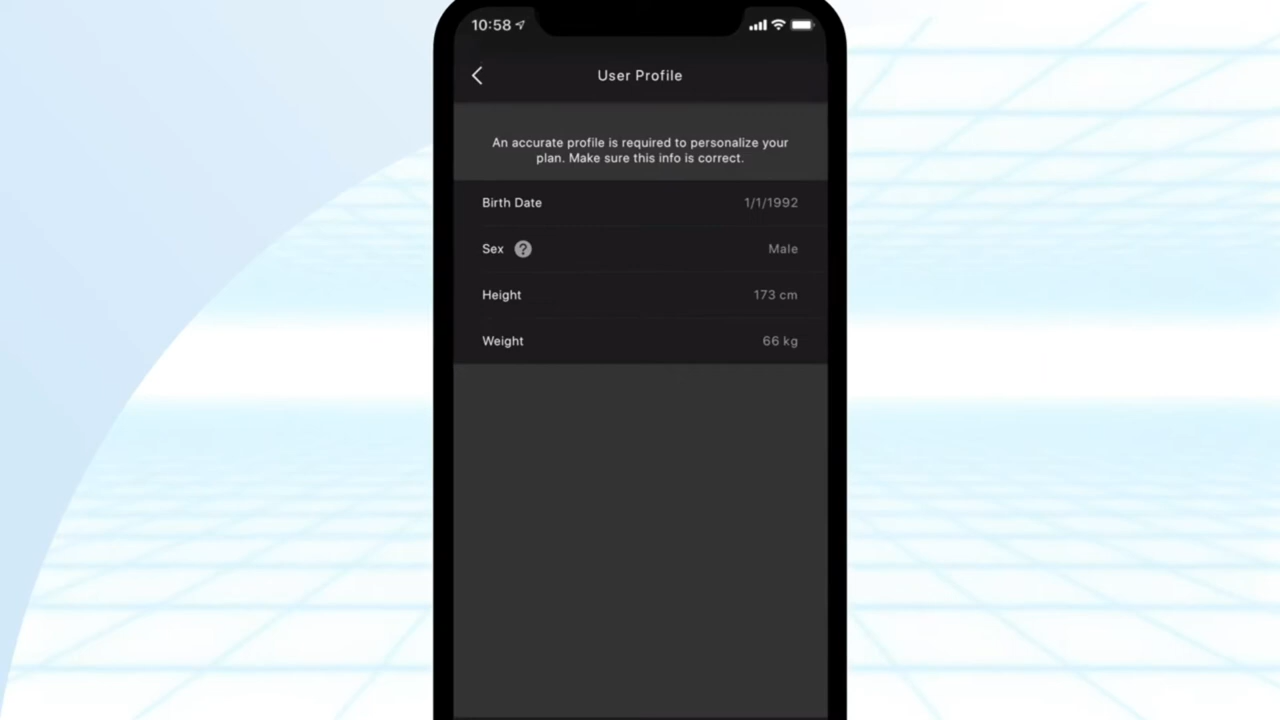 10:58
User Profile
An accurate profile is required to personalize your
plan. Make sure this info is correct.
Birth Date 1/1/1992
Sex ? Male
Height 173 cm
Weight 66 kg